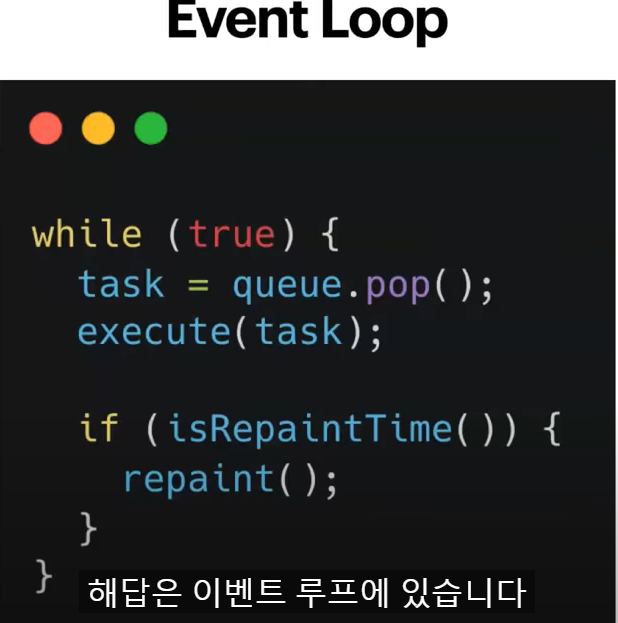 Event Loop
while (true) {
  task = queue.pop();
  execute(task);

  if (isRepaintTime()) {
    repaint();
  }
}
해답은 이벤트 루프에 있습니다